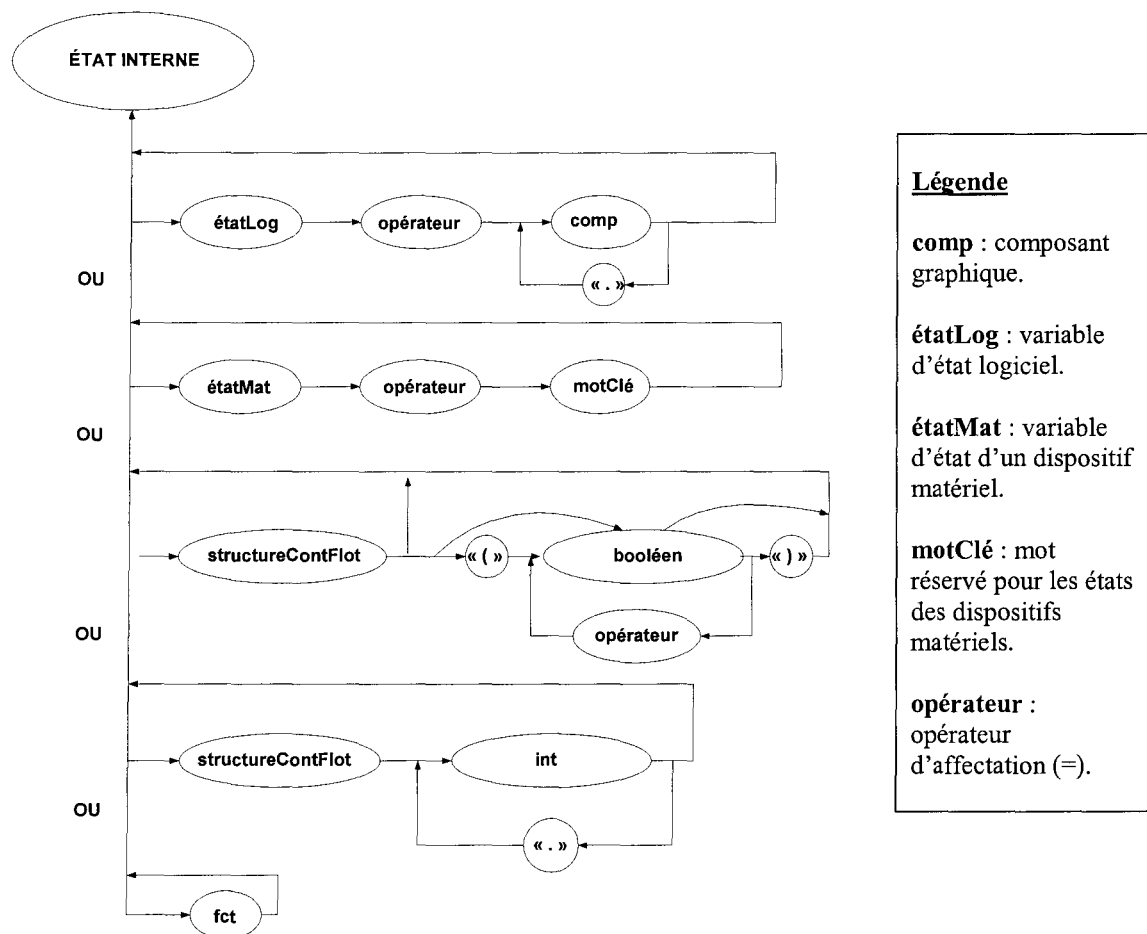 ÉTAT INTERNE
étatLog
opérateur
comp
« . »
OU
étatMat
opérateur
motClé
OU
structureContFlot
« ( »
booléen
« ) »
opérateur
OU
structureContFlot
int
« . »
OU
fct
Légende
comp : composant
graphique.
étatLog : variable
d'état logiciel.
étatMat : variable
d'état d'un dispositif
matériel.
motClé : mot
réservé pour les états
des dispositifs
matériels.
opérateur :
opérateur
d'affectation (=).